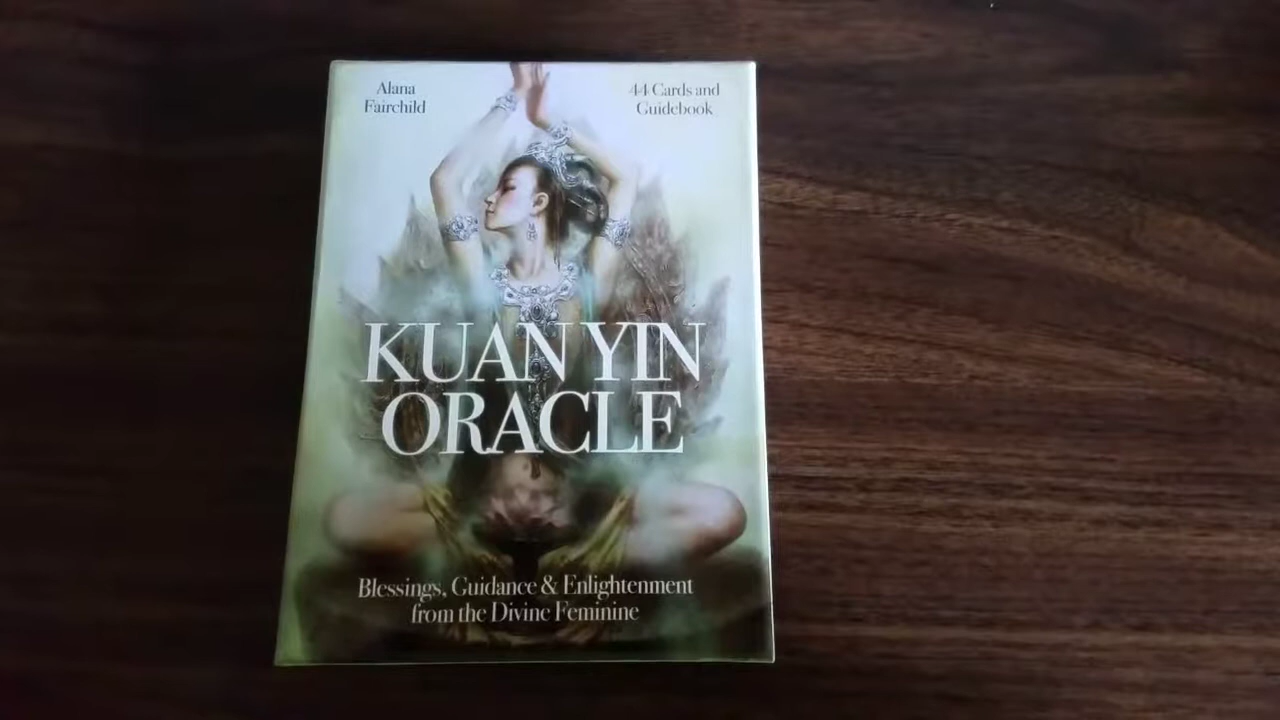 Alana
Fairchild
44 Cards and
Guidebook
KUAN YIN
ORACLE
Blessings, Guidance & Enlightenment
from the Divine Feminine